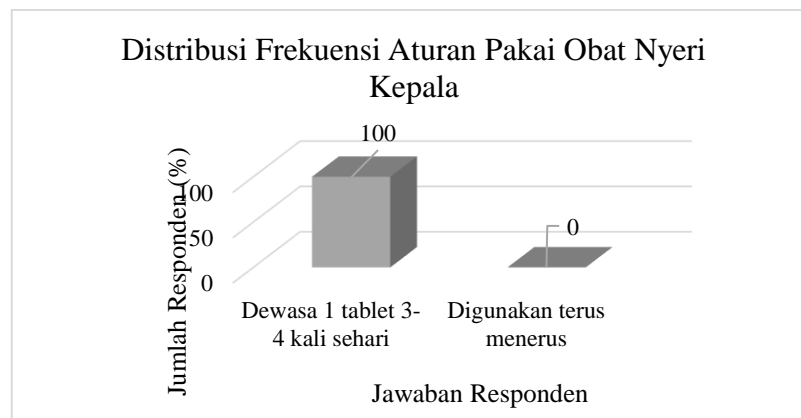 Distribusi Frekuensi Aturan Pakai Obat Nyeri
Kepala
100
0
Jumlah Responden (%)
100
50
0
Dewasa 1 tablet 3-
4 kali sehari
Digunakan terus
menerus
Jawaban Responden